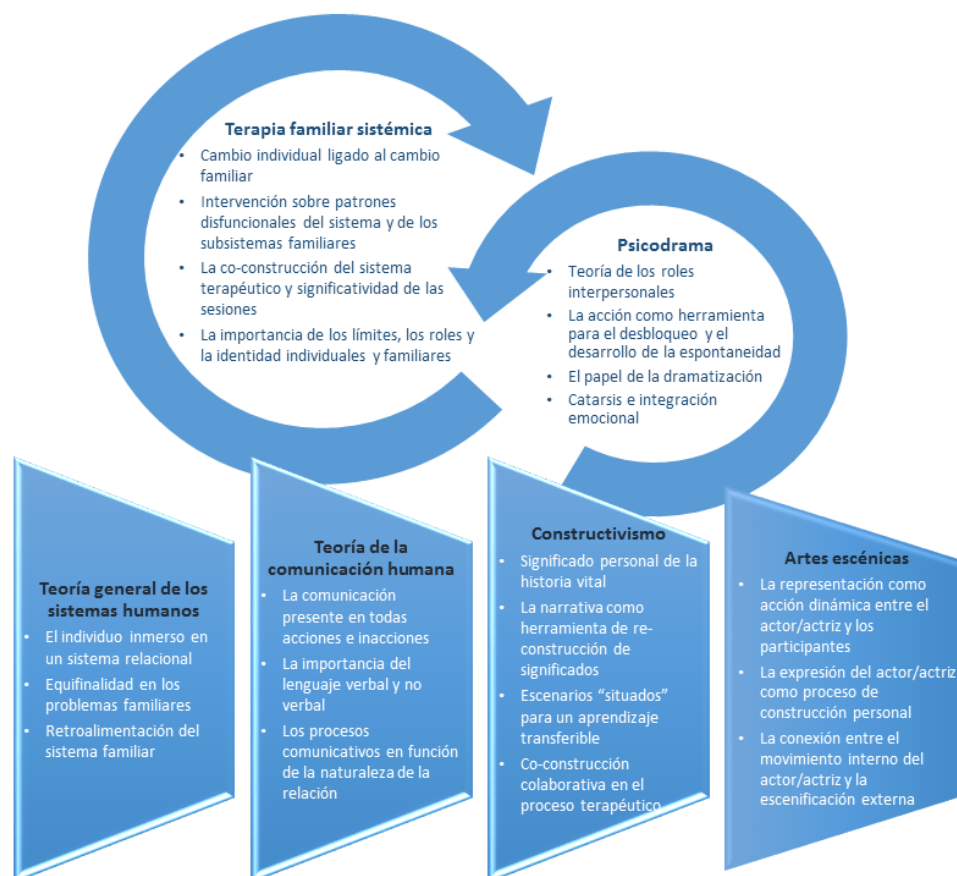 Terapia familiar sistémica
• Cambio individual ligado al cambio
familiar
• Intervención sobre patrones
disfuncionales del sistema y de los
subsistemas familiares
• La co-construcción del sistema
terapéutico y significatividad de las
sesiones
• La importancia de los límites, los roles y
la identidad individuales y familiares
Psicodrama
• Teoría de los roles
interpersonales
• La acción como herramienta
para el desbloqueo y el
desarrollo de la espontaneidad
• El papel de la dramatización
• Catarsis e integración
emocional
Teoría general de los
sistemas humanos
• El individuo inmerso en
un sistema relacional
• Equifinalidad en los
problemas familiares
• Retroalimentación del
sistema familiar
Teoría de la
comunicación humana
• La comunicación
presente en todas
acciones e inacciones
• La importancia del
lenguaje verbal y no
verbal
• Los procesos
comunicativos en función
de la naturaleza de la
relación
Constructivismo
• Significado personal de la
historia vital
• La narrativa como
herramienta de re-
construcción de
significados
• Escenarios “situados”
para un aprendizaje
transferible
• Co-construcción
colaborativa en el
proceso terapéutico
Artes escénicas
• La representación como
acción dinámica entre el
actor/actriz y los
participantes
• La expresión del actor/actriz
como proceso de
construcción personal
• La conexión entre el
movimiento interno del
actor/actriz y la
escenificación externa